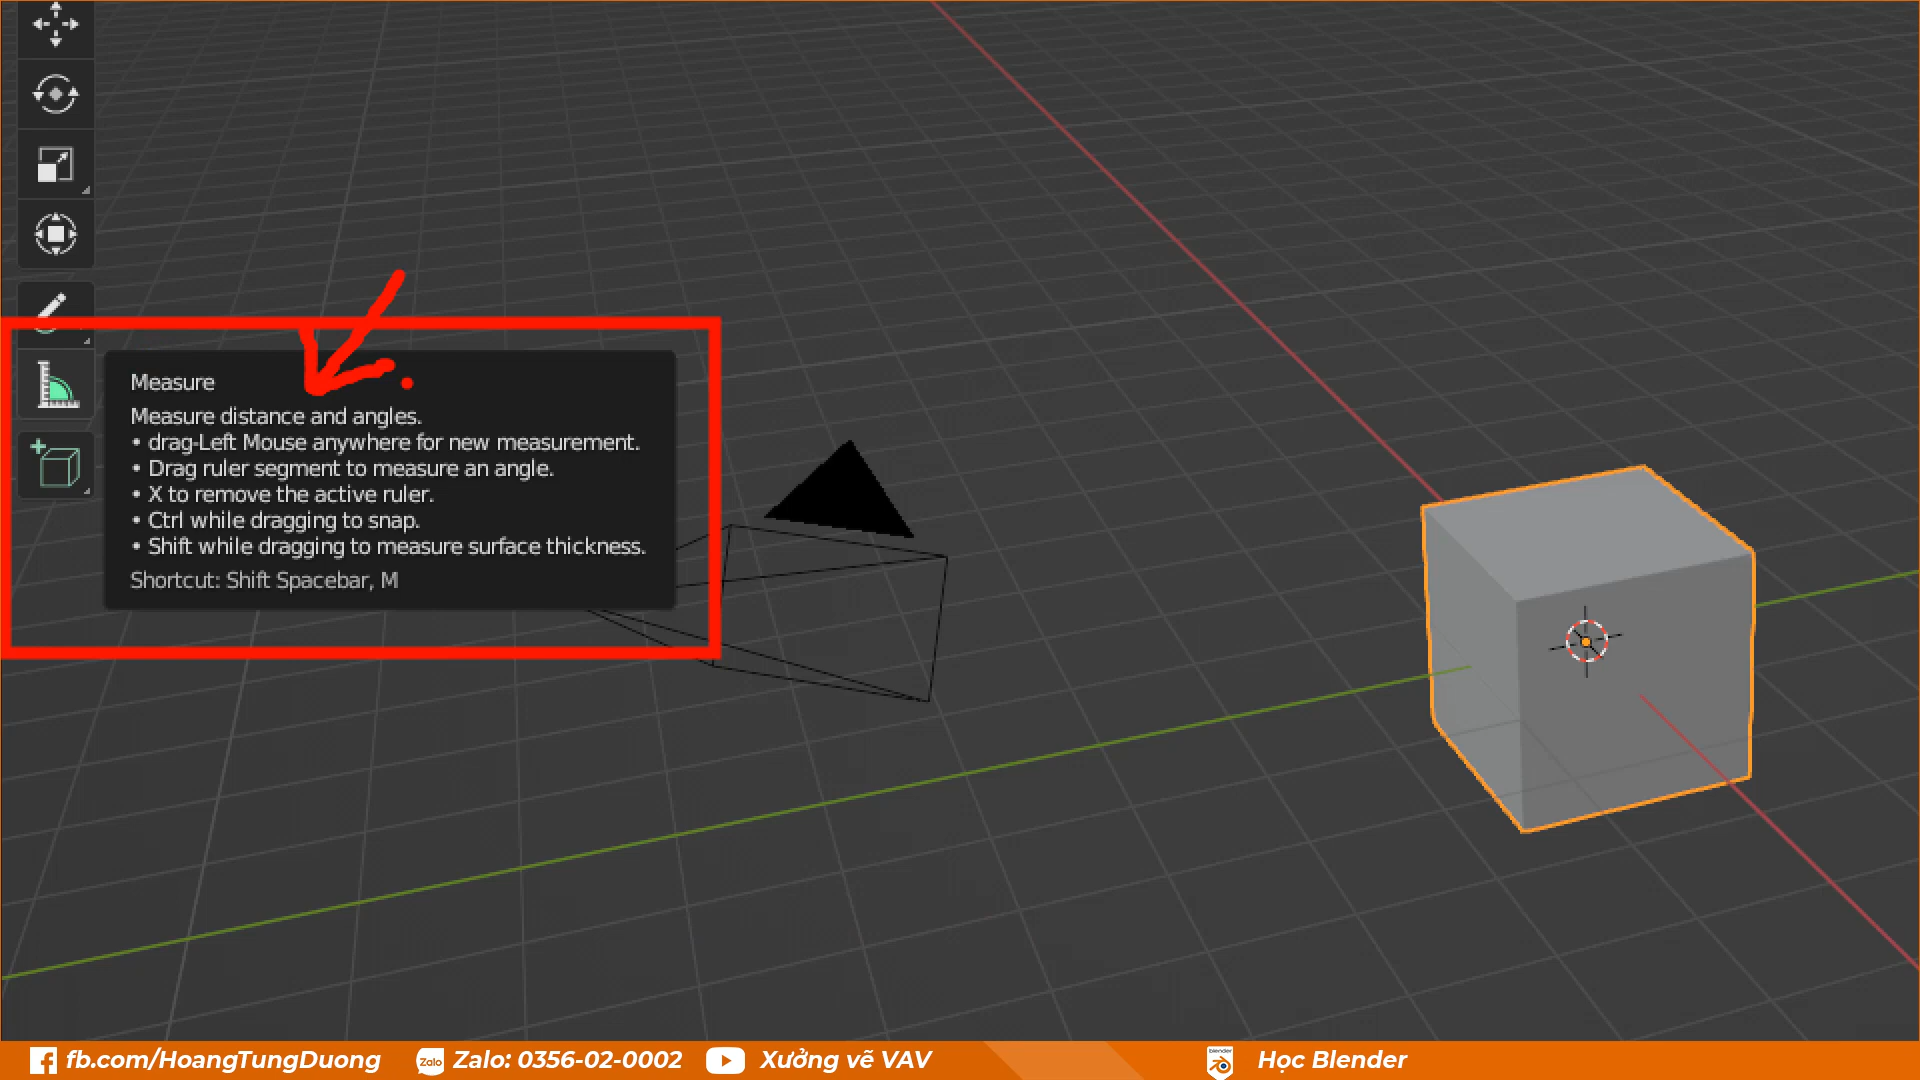 Measure
Measure distance and angles.
• drag-Left Mouse anywhere for new measurement.
• Drag ruler segment to measure an angle.
• X to remove the active ruler.
• Ctrl while dragging to snap.
• Shift while dragging to measure surface thickness.
Shortcut: Shift Spacebar, M
fb.com/HoangTungDuong Zalo Zalo: 0356-02-0002 Xưởng vẽ VAV blender Học Blender